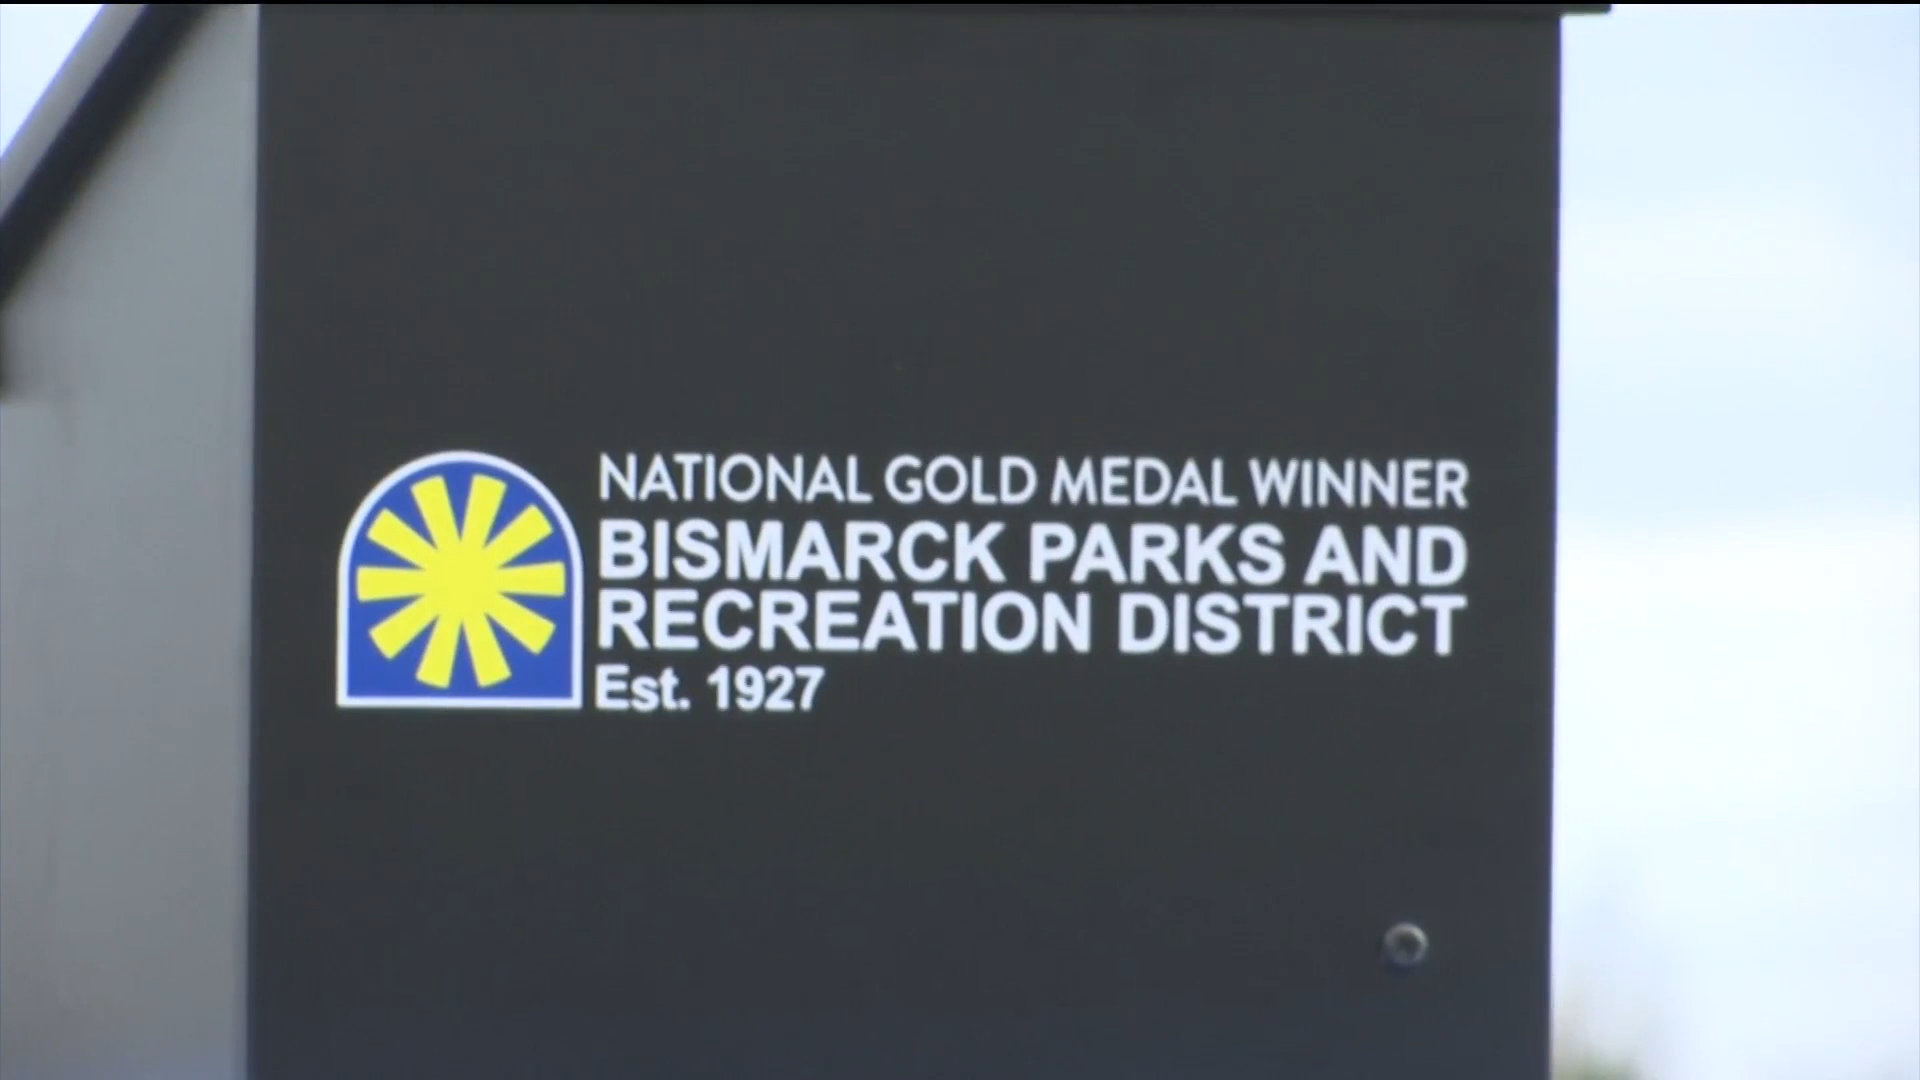 NATIONAL GOLD MEDAL WINNER
BISMARCK PARKS AND
RECREATION DISTRICT
Est. 1927